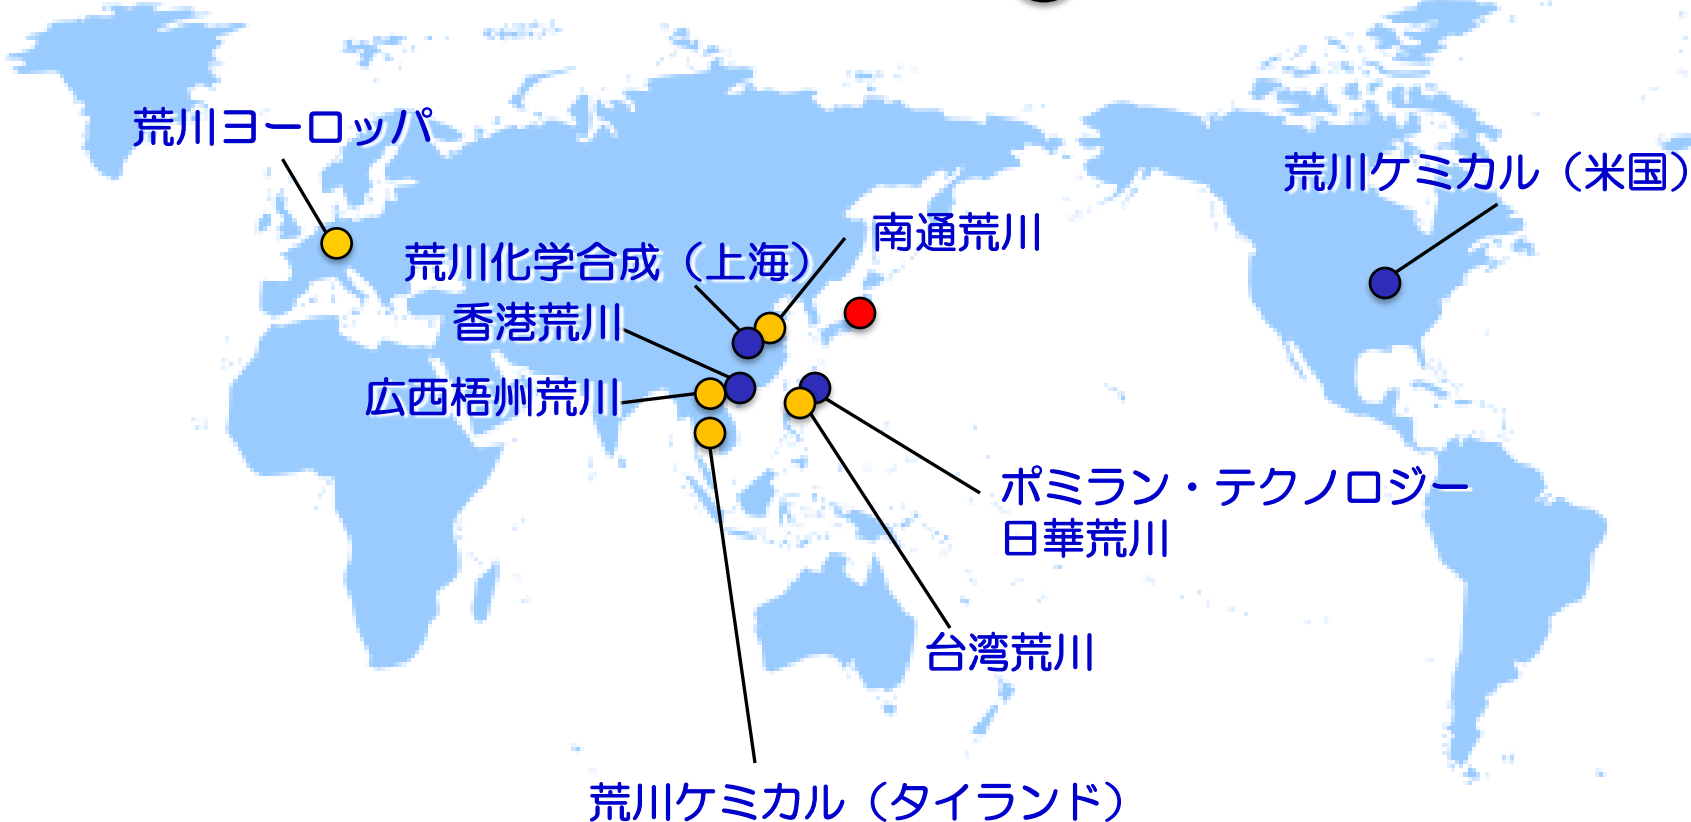 荒川ヨーロッパ
荒川ケミカル（米国）
南通荒川
荒川化学合成（上海）
香港荒川
広西梧州荒川
ポミラン・テクノロジー
日華荒川
台湾荒川
荒川ケミカル（タイランド）